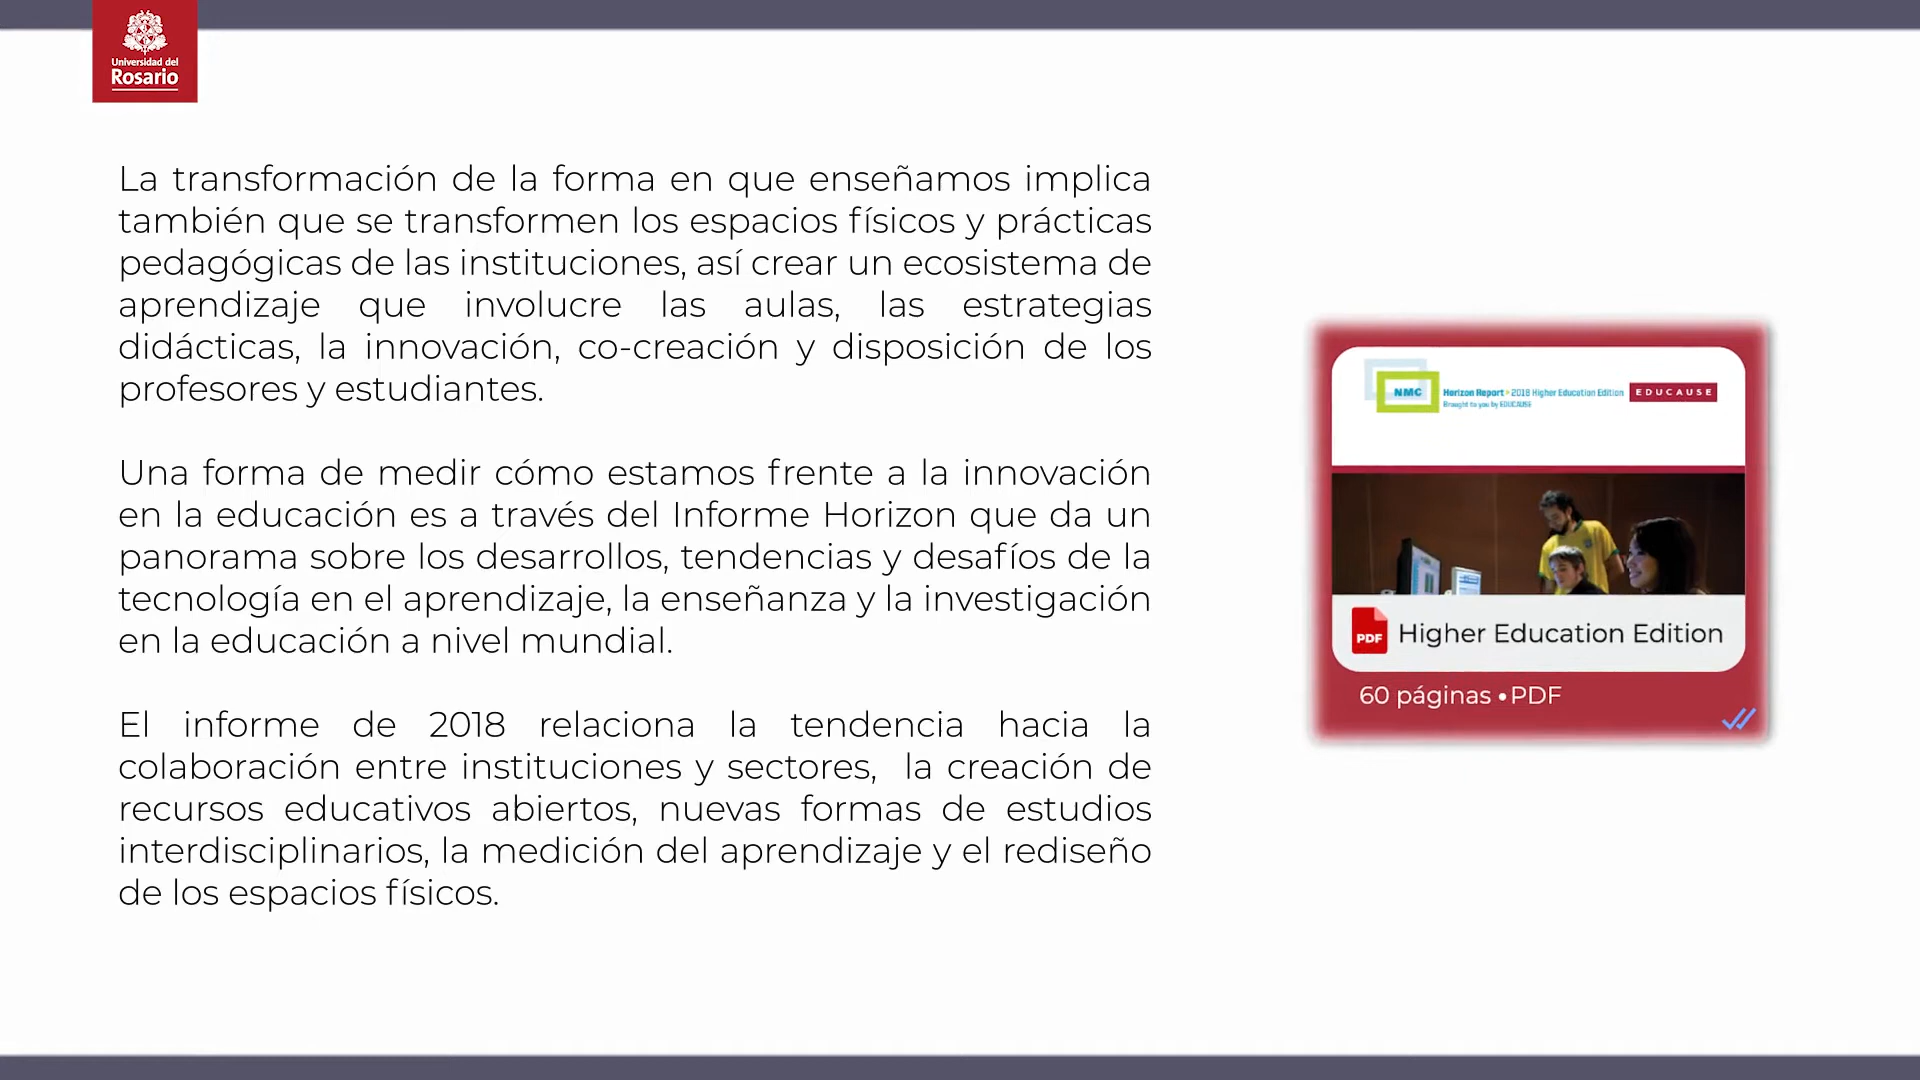 Universidad del
Rosario
La transformación de la forma en que enseñamos implica
también que se transformen los espacios físicos y prácticas
pedagógicas de las instituciones, así crear un ecosistema de
aprendizaje que involucre las aulas, las estrategias
didácticas, la innovación, co-creación y disposición de los
profesores y estudiantes.
Una forma de medir cómo estamos frente a la innovación
en la educación es a través del Informe Horizon que da un
panorama sobre los desarrollos, tendencias y desafíos de la
tecnología en el aprendizaje, la enseñanza y la investigación
en la educación a nivel mundial.
El informe de 2018 relaciona la tendencia hacia la
colaboración entre instituciones y sectores, la creación de
recursos educativos abiertos, nuevas formas de estudios
interdisciplinarios, la medición del aprendizaje y el rediseño
de los espacios físicos.
NMC Horizon Report > 2018 Higher Education Edition EDUCAUSE
Brought to you by EDUCAUSE
PDF Higher Education Edition
60 páginas • PDF